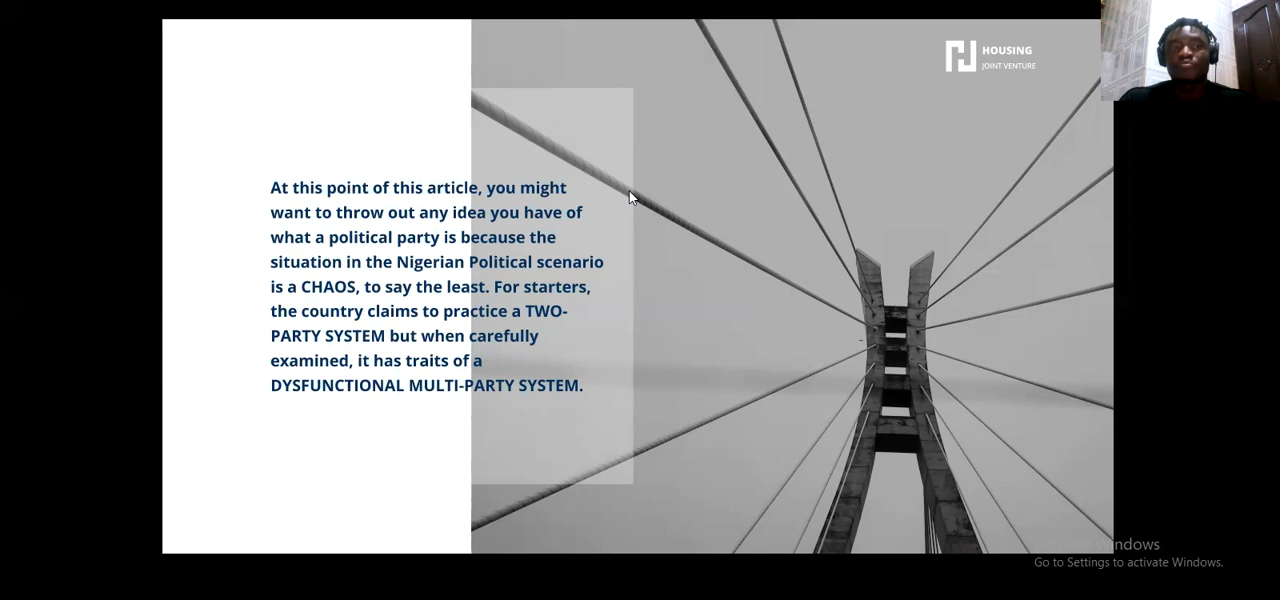 HOUSING
JOINT VENTURE
At this point of this article, you might
want to throw out any idea you have of
what a political party is because the
situation in the Nigerian Political scenario
is a CHAOS, to say the least. For starters,
the country claims to practice a TWO-
PARTY SYSTEM but when carefully
examined, it has traits of a
DYSFUNCTIONAL MULTI-PARTY SYSTEM.
Windows
Go to Settings to activate Windows.